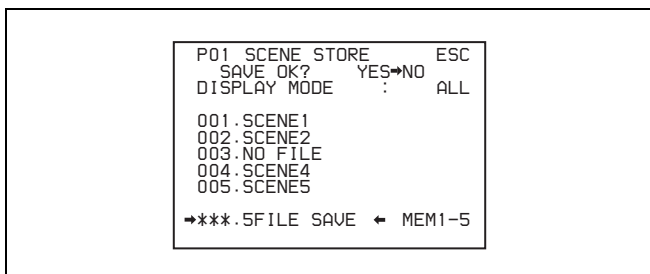 P01 SCENE STORE ESC
SAVE OK? YES➡NO
DISPLAY MODE : ALL
001.SCENE1
002.SCENE2
003.NO FILE
004.SCENE4
005.SCENE5
➡***.5FILE SAVE ⬅ MEM1-5